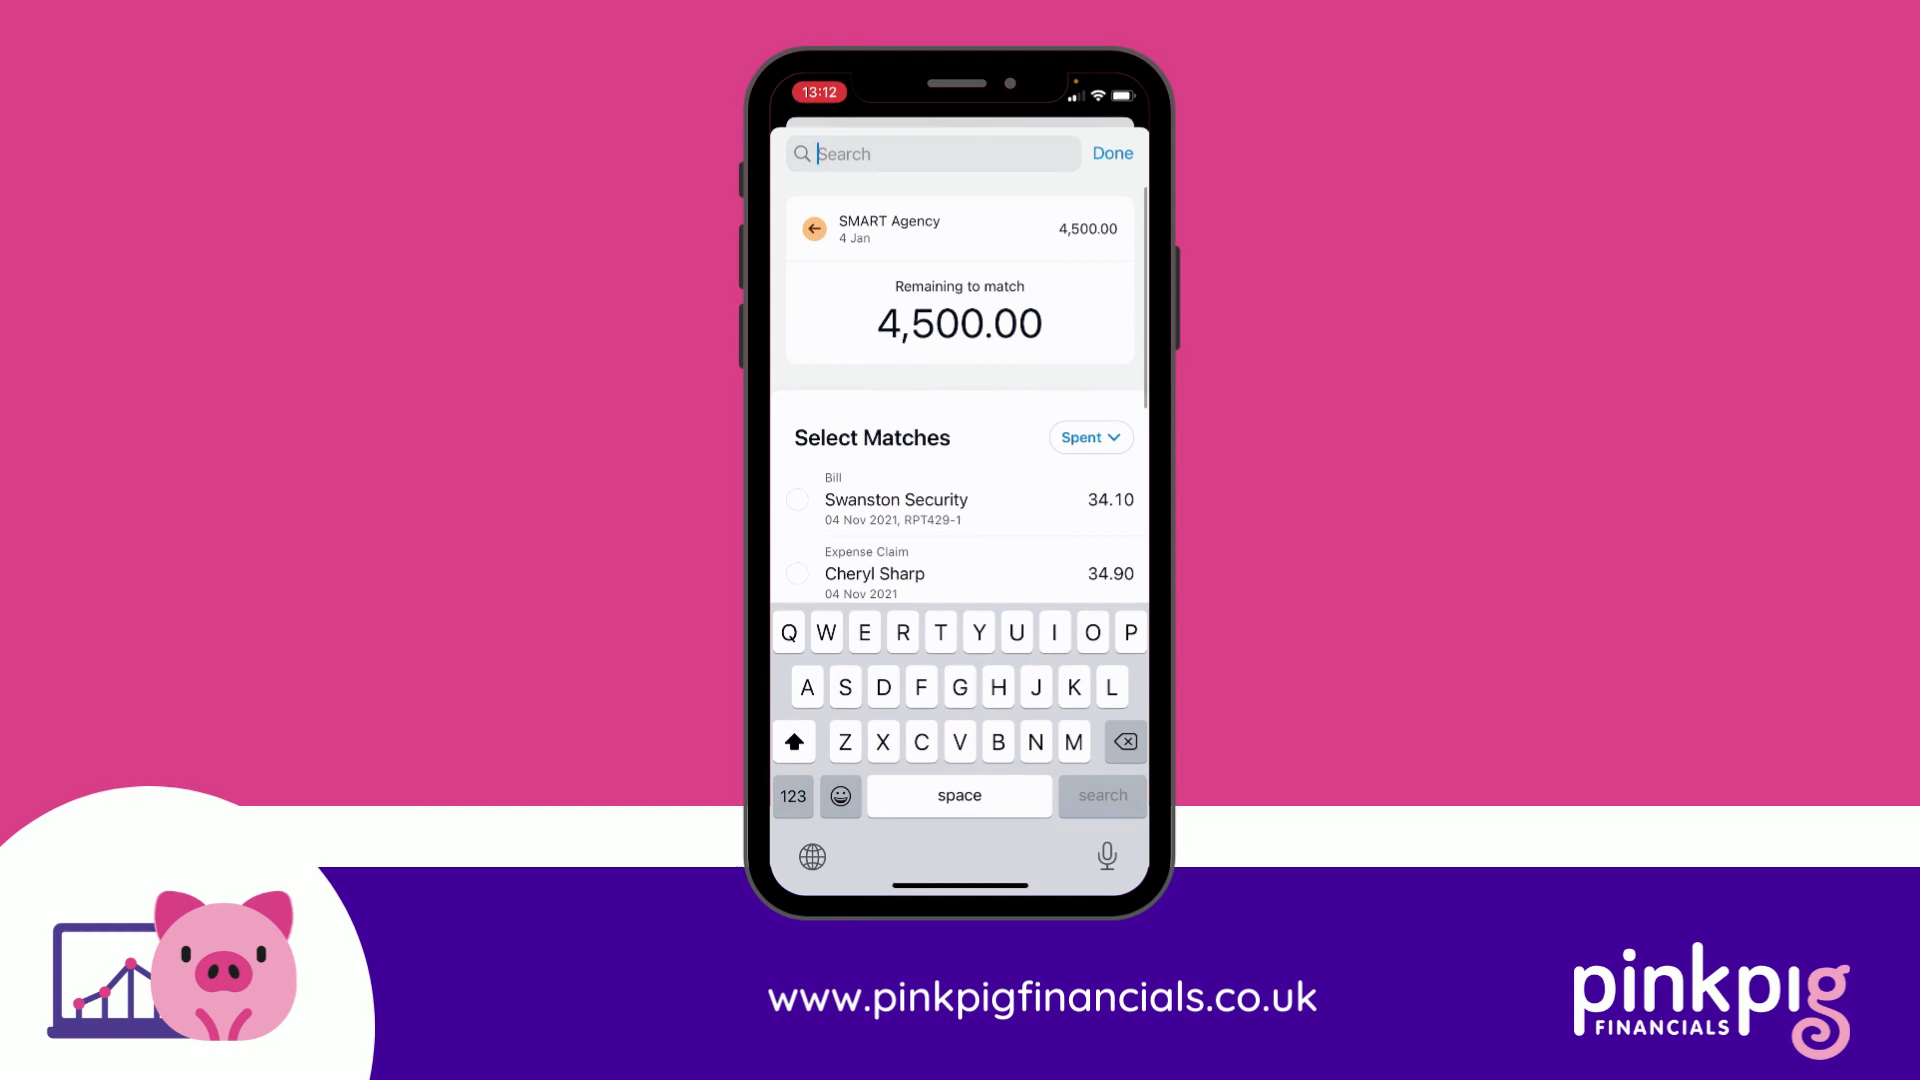 13:12
Search
Done
SMART Agency
4,500.00
4 Jan
Remaining to match
4,500.00
Select Matches
Spent
Bill
Swanston Security
34.10
04 Nov 2021, RPT429-1
Expense Claim
Cheryl Sharp
34.90
04 Nov 2021
Q W E R T Y U I O P
A S D F G H J K L
Z X C V B N M
123
space
search
www.pinkpigfinancials.co.uk
pinkpig
FINANCIALS